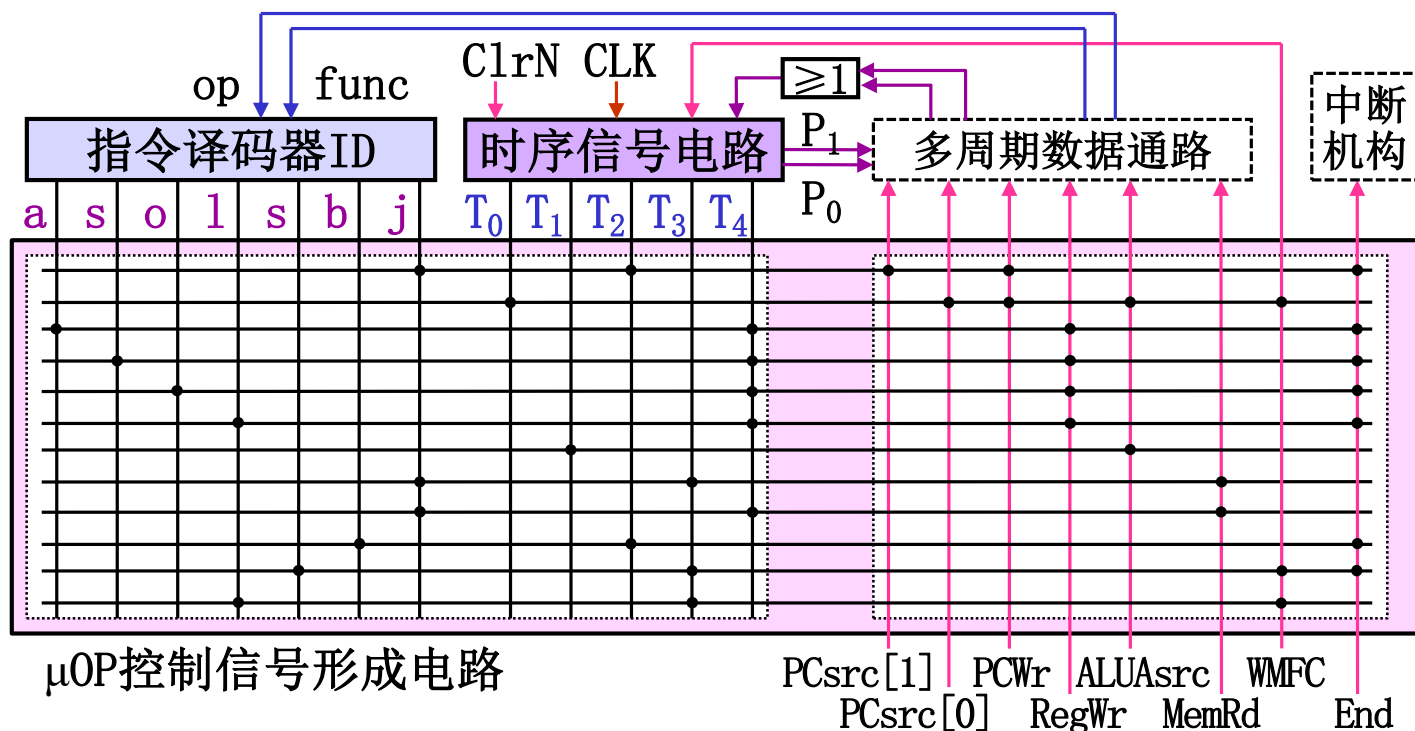 ClrN CLK
≥1
op func
中断
机构
指令译码器ID
时序信号电路
P1
多周期数据通路
P0
a s o l s b j
T0 T1 T2 T3 T4
μOP控制信号形成电路
PCsrc[1] PCWr ALUAsrc WMFC
PCsrc[0] RegWr MemRd End